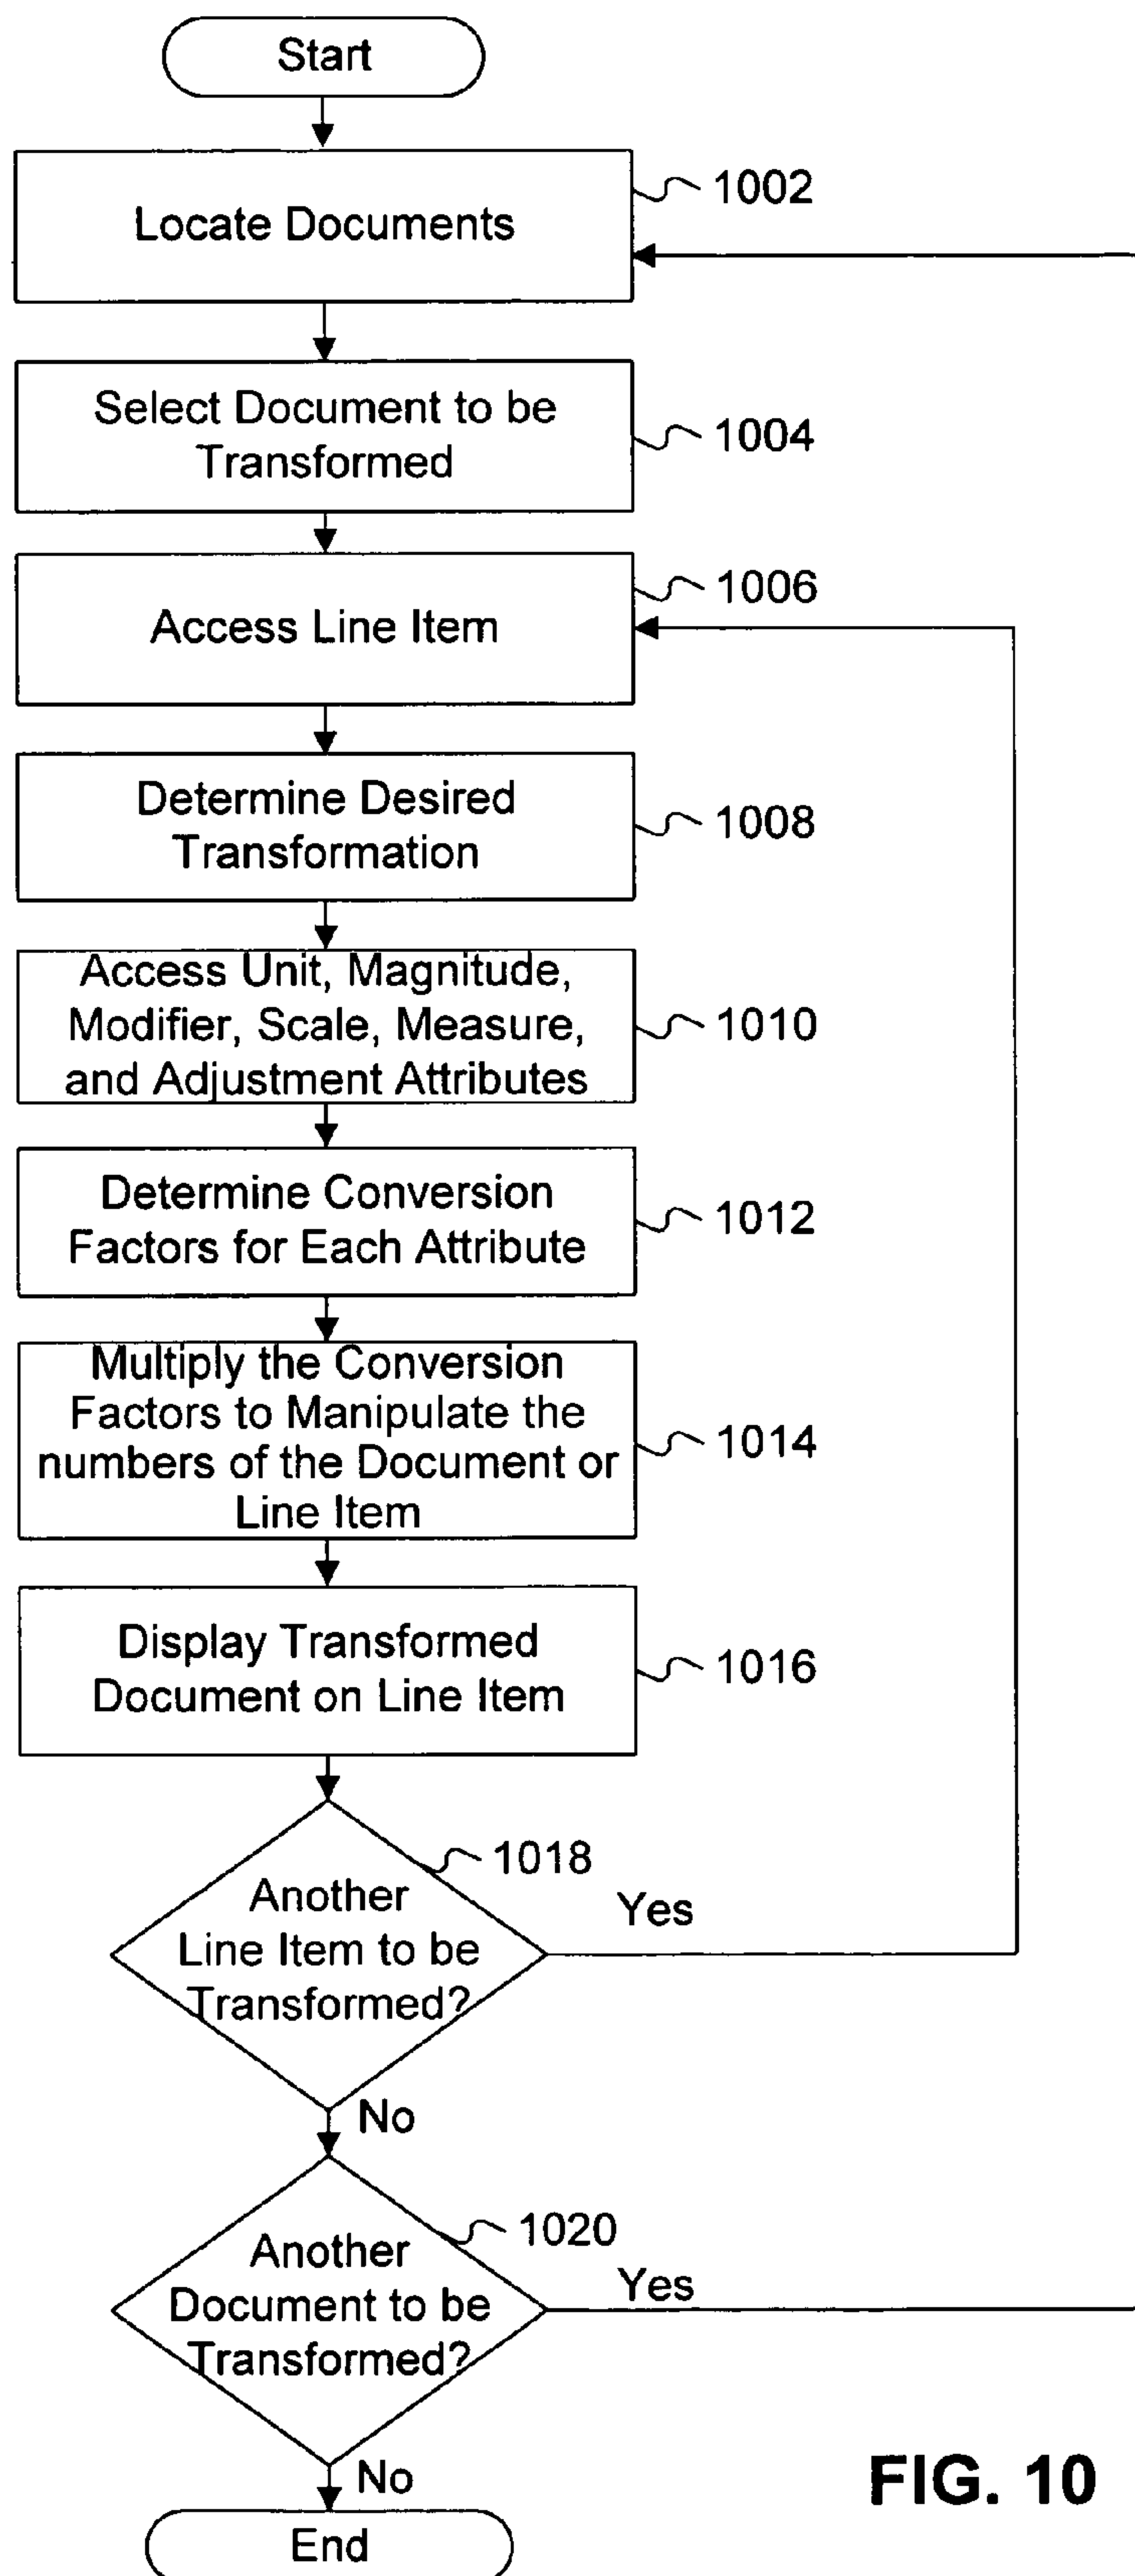 Start
Locate Documents
1002
Select Document to be
Transformed
1004
Access Line Item
1006
Determine Desired
Transformation
1008
Access Unit, Magnitude,
Modifier, Scale, Measure,
and Adjustment Attributes
1010
Determine Conversion
Factors for Each Attribute
1012
Multiply the Conversion
Factors to Manipulate the
numbers of the Document or
Line Item
1014
Display Transformed
Document on Line Item
1016
Another
Line Item to be
Transformed?
1018
Yes
No
Another
Document to be
Transformed?
1020
Yes
No
End
FIG. 10